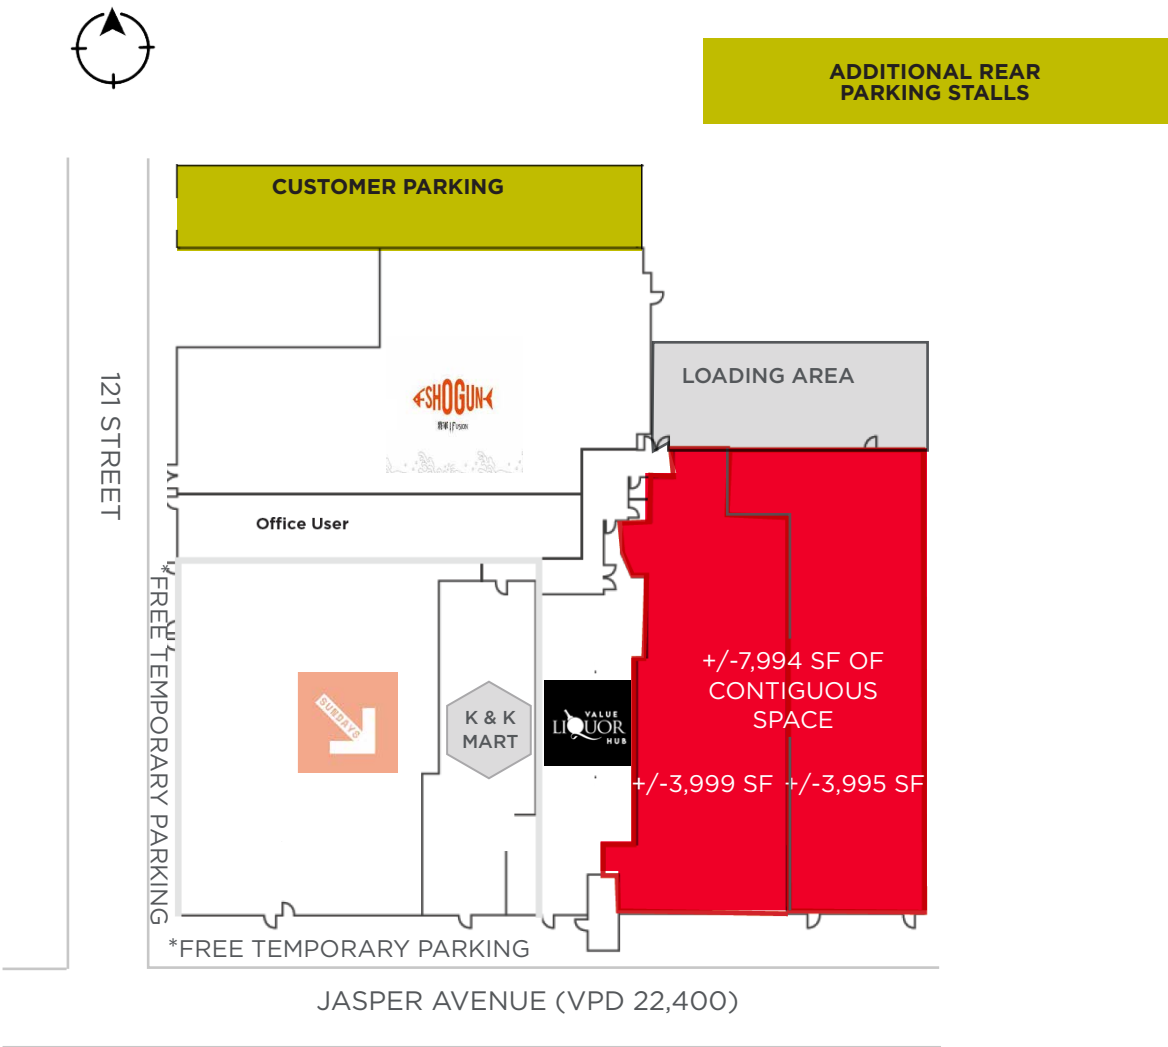 ADDITIONAL REAR
PARKING STALLS
CUSTOMER PARKING
LOADING AREA
121 STREET
SHOGUN
FUSION
Office User
*FREE TEMPORARY PARKING
+/-7,994 SF OF
CONTIGUOUS
SPACE
SUNDAYS
K & K
MART
VALUE
LIQUOR
HUB
+/-3,999 SF
+/-3,995 SF
*FREE TEMPORARY PARKING
JASPER AVENUE (VPD 22,400)